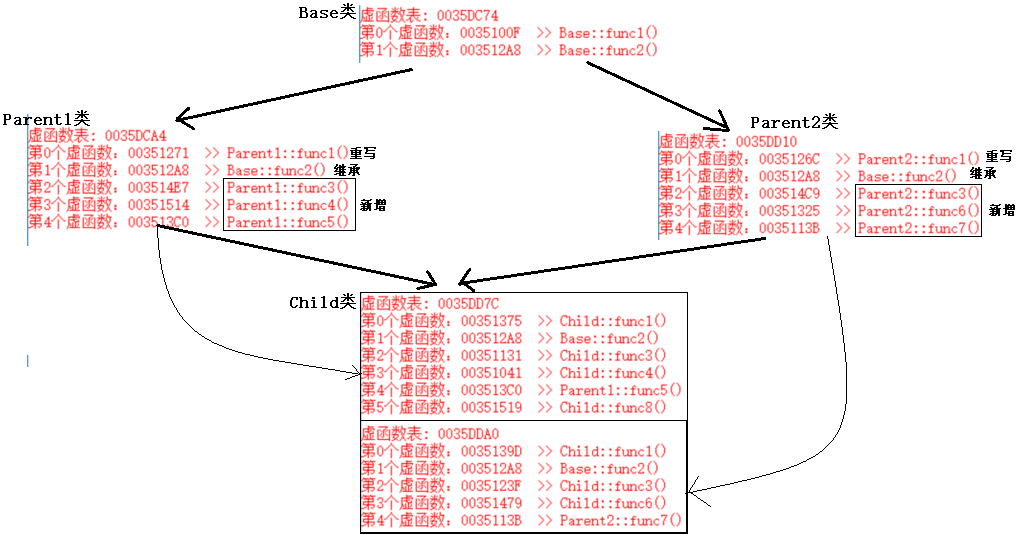 Base类
虚函数表: 0035DC74
第0个虚函数: 0035100F >> Base::func1()
第1个虚函数: 003512A8 >> Base::func2()
Parent1类
虚函数表: 0035DCA4
第0个虚函数: 00351271 >> Parent1::func1()重写
第1个虚函数: 003512A8 >> Base::func2() 继承
第2个虚函数: 003514E7 >> Parent1::func3()
第3个虚函数: 00351514 >> Parent1::func4() 新增
第4个虚函数: 003513C0 >> Parent1::func5()
Parent2类
虚函数表: 0035DD10
第0个虚函数: 0035126C >> Parent2::func1() 重写
第1个虚函数: 003512A8 >> Base::func2() 继承
第2个虚函数: 003514C9 >> Parent2::func3()
第3个虚函数: 00351325 >> Parent2::func6() 新增
第4个虚函数: 0035113B >> Parent2::func7()
Child类
虚函数表: 0035DD7C
第0个虚函数: 00351375 >> Child::func1()
第1个虚函数: 003512A8 >> Base::func2()
第2个虚函数: 00351131 >> Child::func3()
第3个虚函数: 00351041 >> Child::func4()
第4个虚函数: 003513C0 >> Parent1::func5()
第5个虚函数: 00351519 >> Child::func8()
虚函数表: 0035DDA0
第0个虚函数: 0035139D >> Child::func1()
第1个虚函数: 003512A8 >> Base::func2()
第2个虚函数: 0035123F >> Child::func3()
第3个虚函数: 00351479 >> Child::func6()
第4个虚函数: 0035113B >> Parent2::func7()